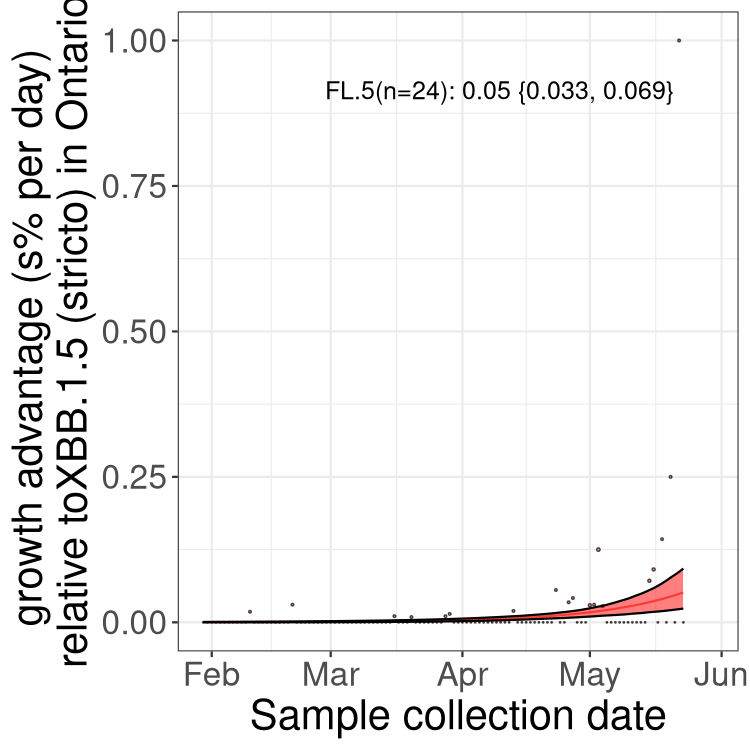 growth advantage (s% per day)
relative toXBB.1.5 (stricto) in Ontario
1.00
0.75
0.50
0.25
0.00
FL.5(n=24): 0.05 {0.033, 0.069}
Feb Mar Apr May Jun
Sample collection date